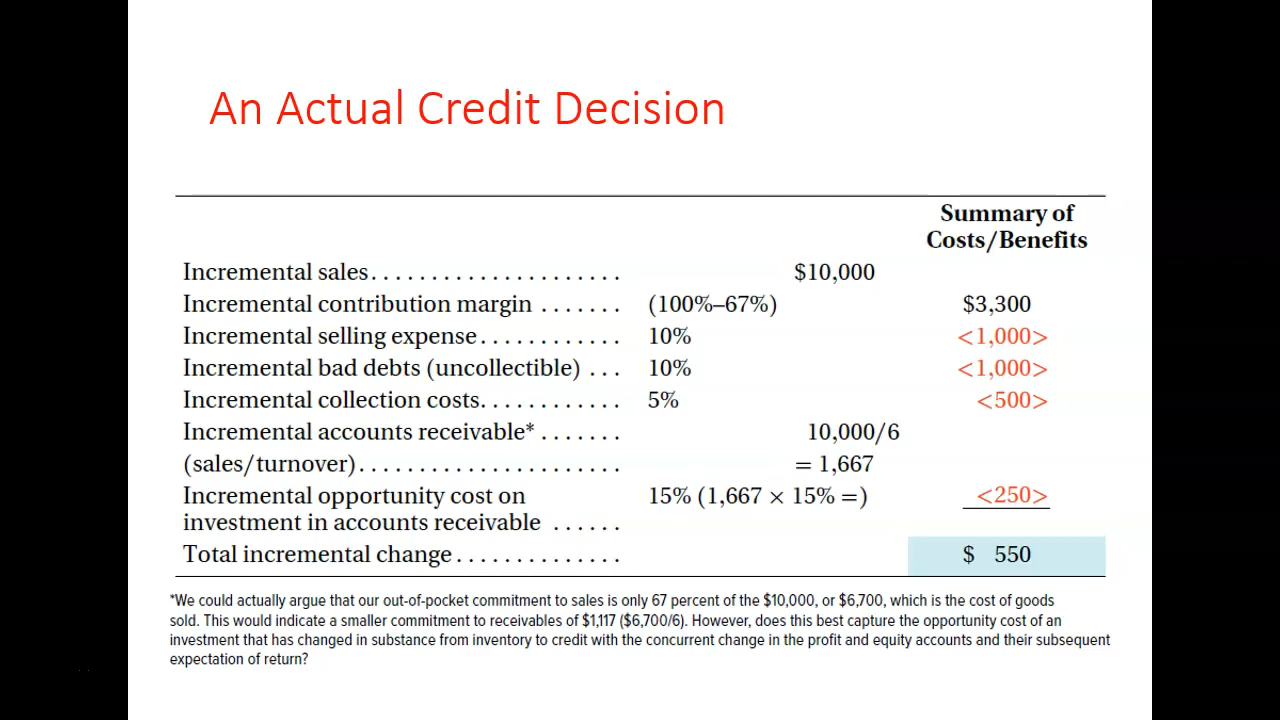 An Actual Credit Decision
Summary of
Costs/Benefits
Incremental sales..................... $10,000
Incremental contribution margin ....... (100%–67%) $3,300
Incremental selling expense............ 10% <1,000>
Incremental bad debts (uncollectible) ... 10% <1,000>
Incremental collection costs............ 5% <500>
Incremental accounts receivable* ....... 10,000/6
(sales/turnover)...................... = 1,667
Incremental opportunity cost on 15% (1,667 × 15% =) <250>
investment in accounts receivable ......
Total incremental change.............. $ 550
*We could actually argue that our out-of-pocket commitment to sales is only 67 percent of the $10,000, or $6,700, which is the cost of goods
sold. This would indicate a smaller commitment to receivables of $1,117 ($6,700/6). However, does this best capture the opportunity cost of an
investment that has changed in substance from inventory to credit with the concurrent change in the profit and equity accounts and their subsequent
expectation of return?